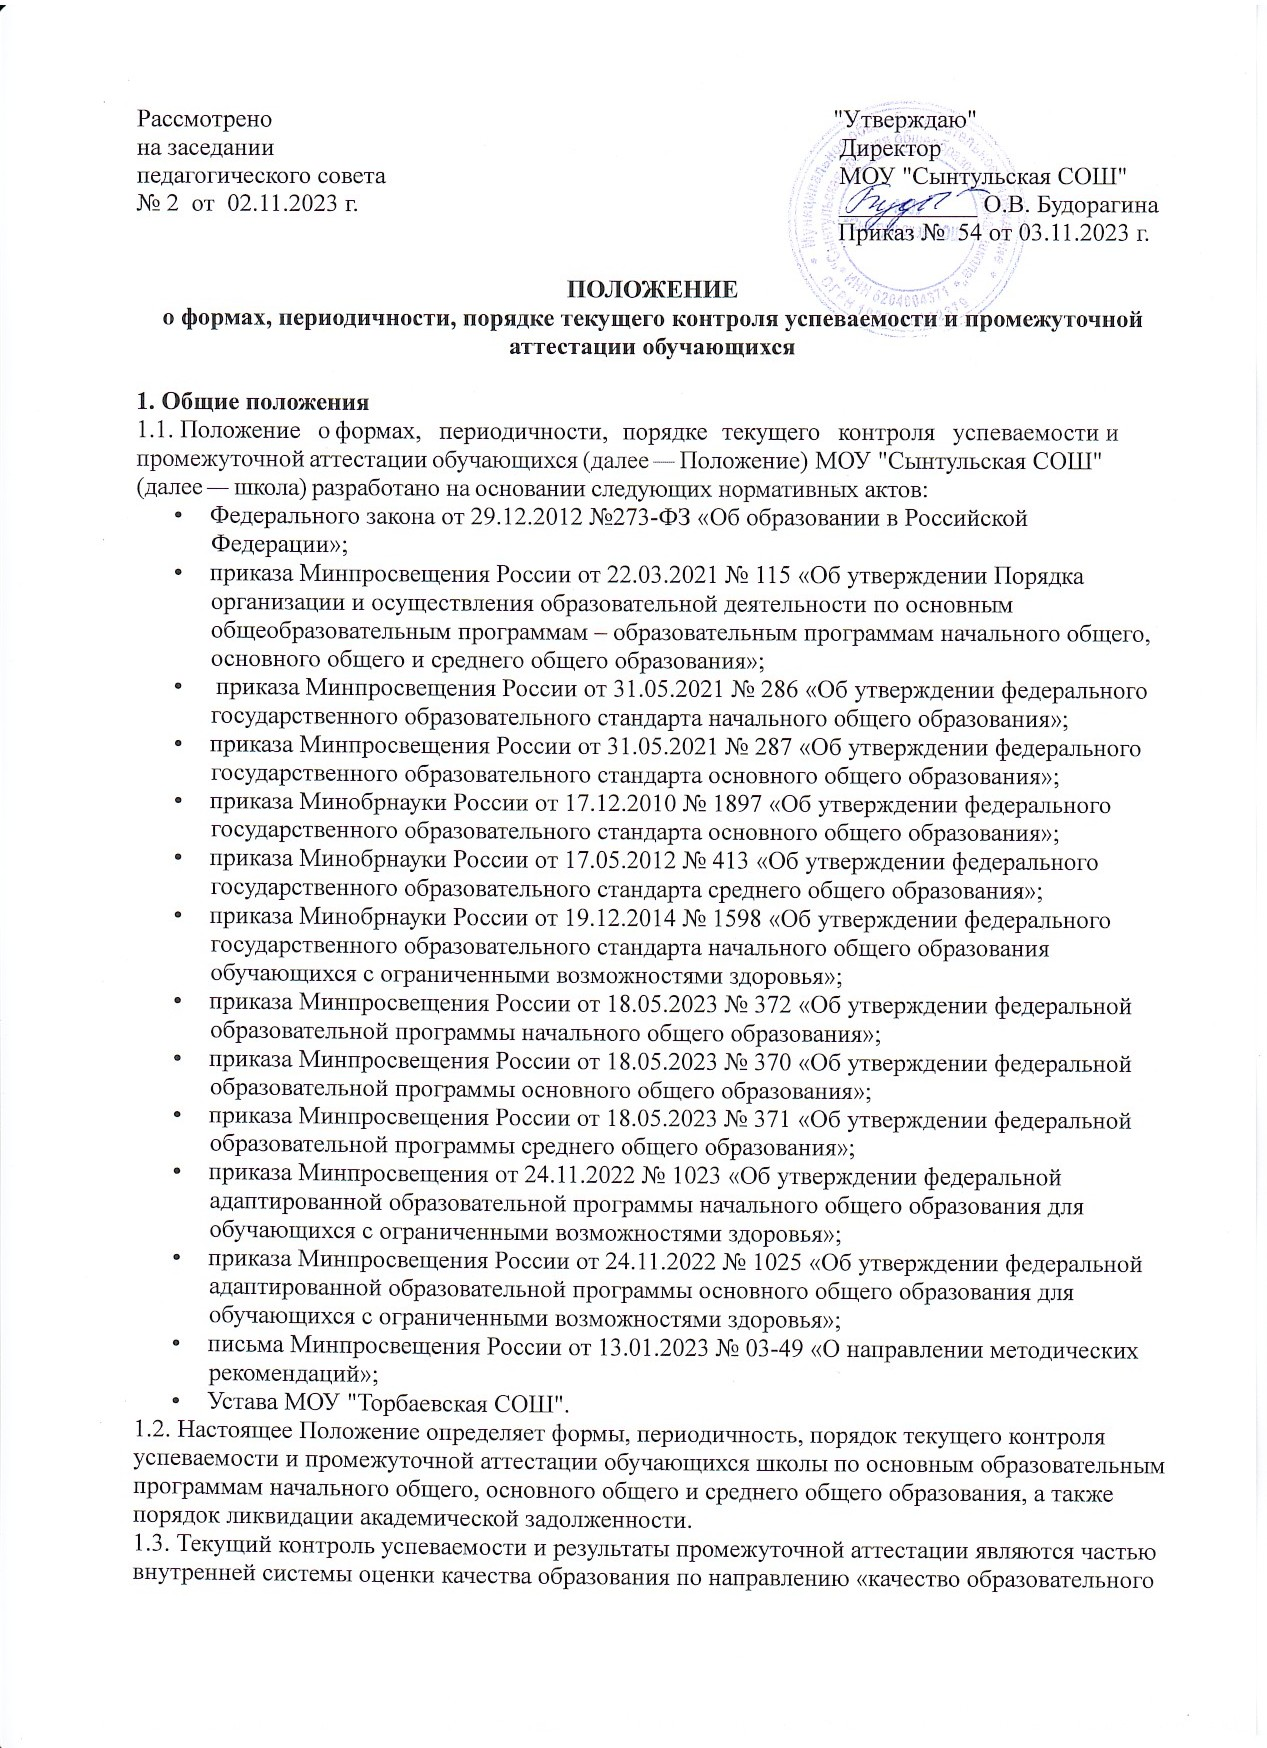 Рассмотрено "Утверждаю"
на заседании Директор
педагогического совета МОУ "Сынтульская СОШ"
№ 2 от 02.11.2023 г. ___________ О.В. Будорагина
Приказ № 54 от 03.11.2023 г.
ПОЛОЖЕНИЕ
о формах, периодичности, порядке текущего контроля успеваемости и промежуточной
аттестации обучающихся
1. Общие положения
1.1. Положение о формах, периодичности, порядке текущего контроля успеваемости и
промежуточной аттестации обучающихся (далее — Положение) МОУ "Сынтульская СОШ"
(далее — школа) разработано на основании следующих нормативных актов:
• Федерального закона от 29.12.2012 №273-ФЗ «Об образовании в Российской
Федерации»;
• приказа Минпросвещения России от 22.03.2021 № 115 «Об утверждении Порядка
организации и осуществления образовательной деятельности по основным
общеобразовательным программам – образовательным программам начального общего,
основного общего и среднего общего образования»;
• приказа Минпросвещения России от 31.05.2021 № 286 «Об утверждении федерального
государственного образовательного стандарта начального общего образования»;
• приказа Минпросвещения России от 31.05.2021 № 287 «Об утверждении федерального
государственного образовательного стандарта основного общего образования»;
• приказа Минобрнауки России от 17.12.2010 № 1897 «Об утверждении федерального
государственного образовательного стандарта основного общего образования»;
• приказа Минобрнауки России от 17.05.2012 № 413 «Об утверждении федерального
государственного образовательного стандарта среднего общего образования»;
• приказа Минобрнауки России от 19.12.2014 № 1598 «Об утверждении федерального
государственного образовательного стандарта начального общего образования
обучающихся с ограниченными возможностями здоровья»;
• приказа Минпросвещения России от 18.05.2023 № 372 «Об утверждении федеральной
образовательной программы начального общего образования»;
• приказа Минпросвещения России от 18.05.2023 № 370 «Об утверждении федеральной
образовательной программы основного общего образования»;
• приказа Минпросвещения России от 18.05.2023 № 371 «Об утверждении федеральной
образовательной программы среднего общего образования»;
• приказа Минпросвещения от 24.11.2022 № 1023 «Об утверждении федеральной
адаптированной образовательной программы начального общего образования для
обучающихся с ограниченными возможностями здоровья»;
• приказа Минпросвещения России от 24.11.2022 № 1025 «Об утверждении федеральной
адаптированной образовательной программы основного общего образования для
обучающихся с ограниченными возможностями здоровья»;
• письма Минпросвещения России от 13.01.2023 № 03-49 «О направлении методических
рекомендаций»;
• Устава МОУ "Торбаевская СОШ".
1.2. Настоящее Положение определяет формы, периодичность, порядок текущего контроля
успеваемости и промежуточной аттестации обучающихся школы по основным образовательным
программам начального общего, основного общего и среднего общего образования, а также
порядок ликвидации академической задолженности.
1.3. Текущий контроль успеваемости и результаты промежуточной аттестации являются частью
внутренней системы оценки качества образования по направлению «качество образовательного